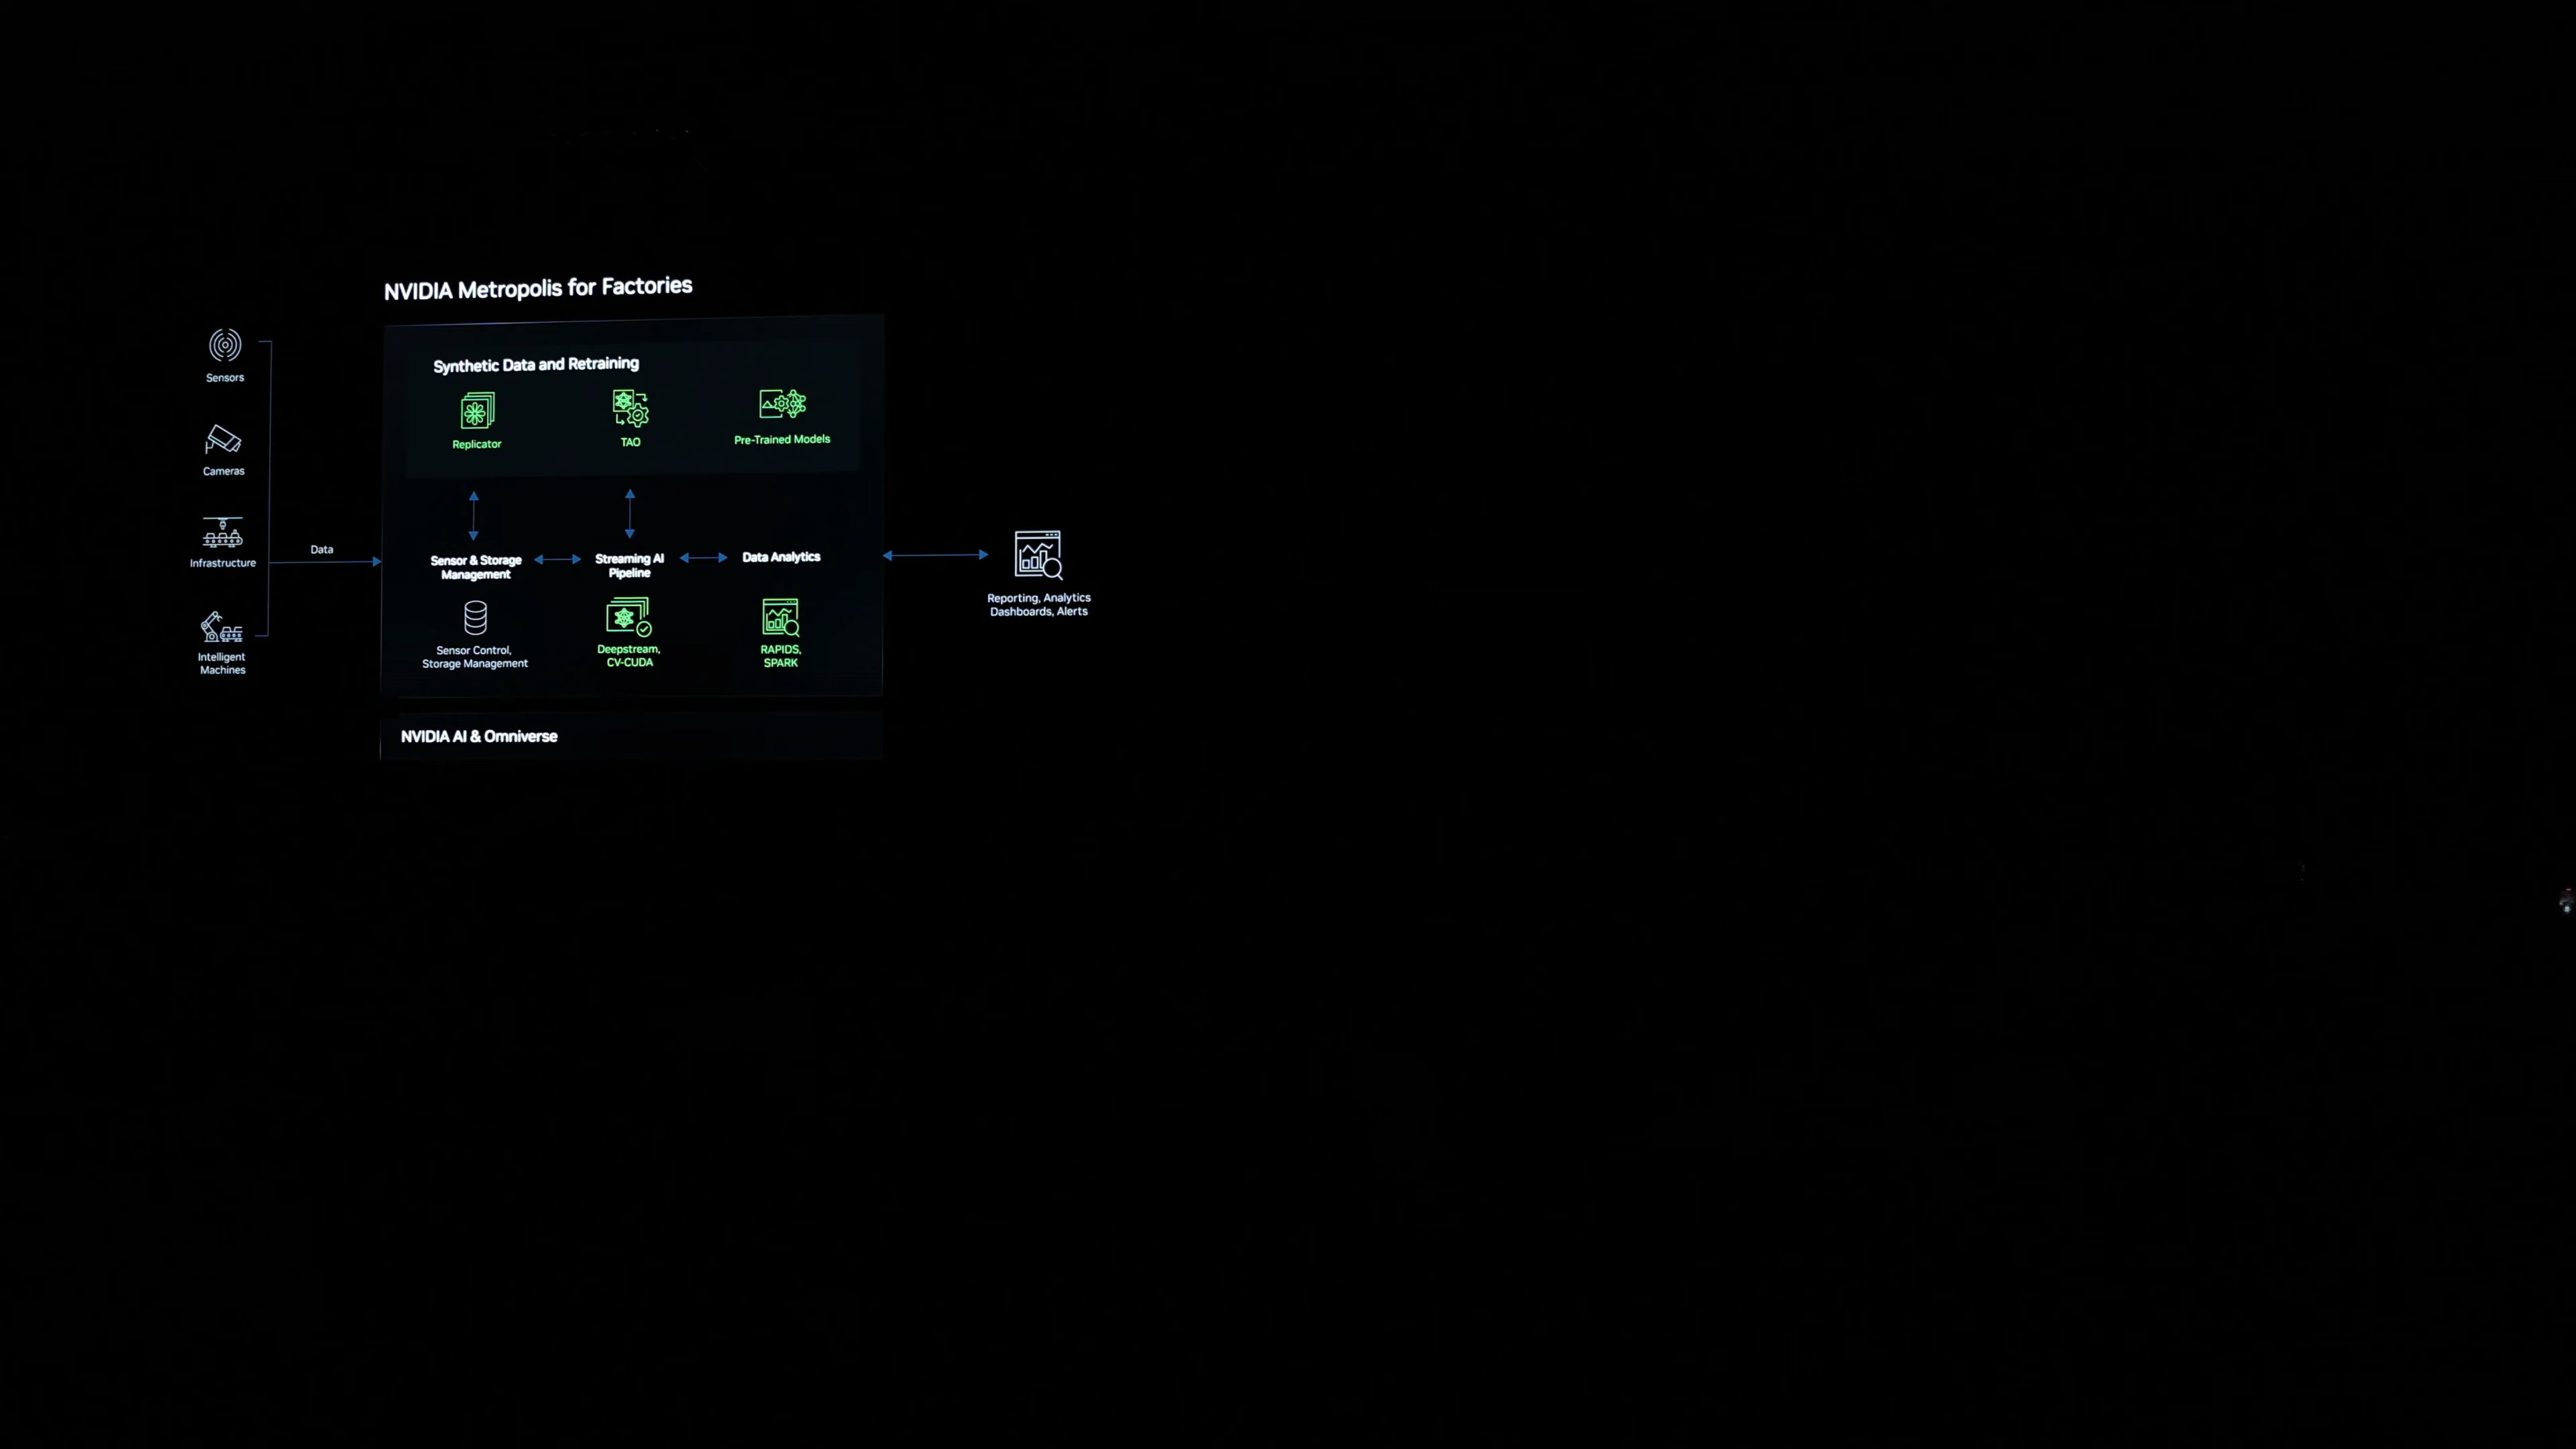 NVIDIA Metropolis for Factories
Sensors
Cameras
Infrastructure
Intelligent
Machines
Data
Synthetic Data and Retraining
Replicator
TAO
Pre-Trained Models
Sensor & Storage
Management
Streaming AI
Pipeline
Data Analytics
Sensor Control,
Storage Management
Deepstream,
CV-CUDA
RAPIDS,
SPARK
Reporting, Analytics
Dashboards, Alerts
NVIDIA AI & Omniverse